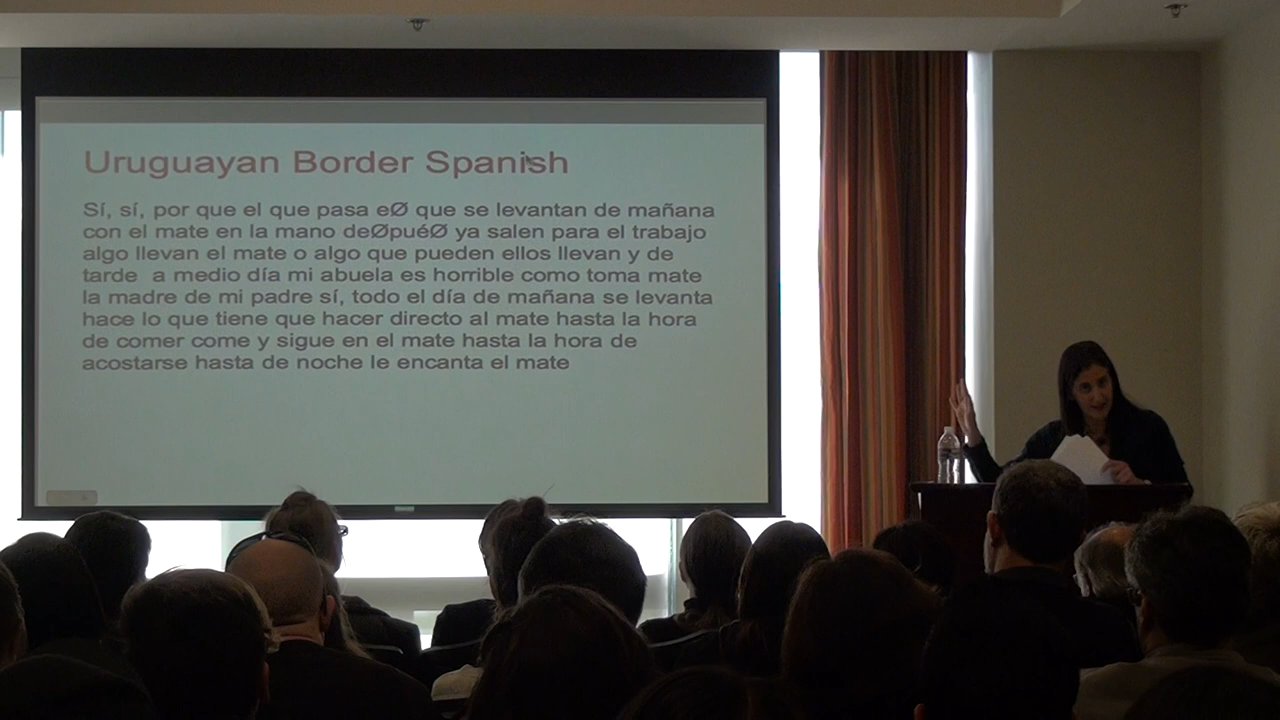 Uruguayan Border Spanish
Sí, sí, por que el que pasa eØ que se levantan de mañana
con el mate en la mano deØpuéØ ya salen para el trabajo
algo llevan el mate o algo que pueden ellos llevan y de
tarde  a medio día mi abuela es horrible como toma mate
la madre de mi padre sí, todo el día de mañana se levanta
hace lo que tiene que hacer directo al mate hasta la hora
de comer come y sigue en el mate hasta la hora de
acostarse hasta de noche le encanta el mate